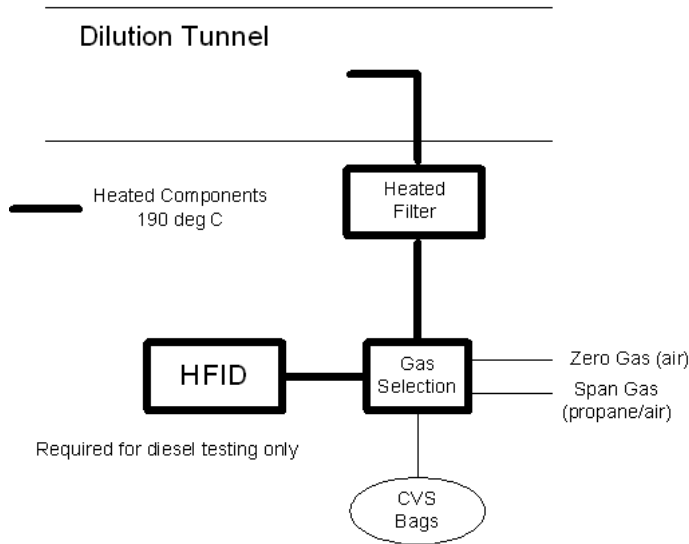 Dilution Tunnel
Heated
Filter
Heated Components
190 deg C
HFID
Gas
Selection
Zero Gas (air)
Span Gas
(propane/air)
Required for diesel testing only
CVS
Bags